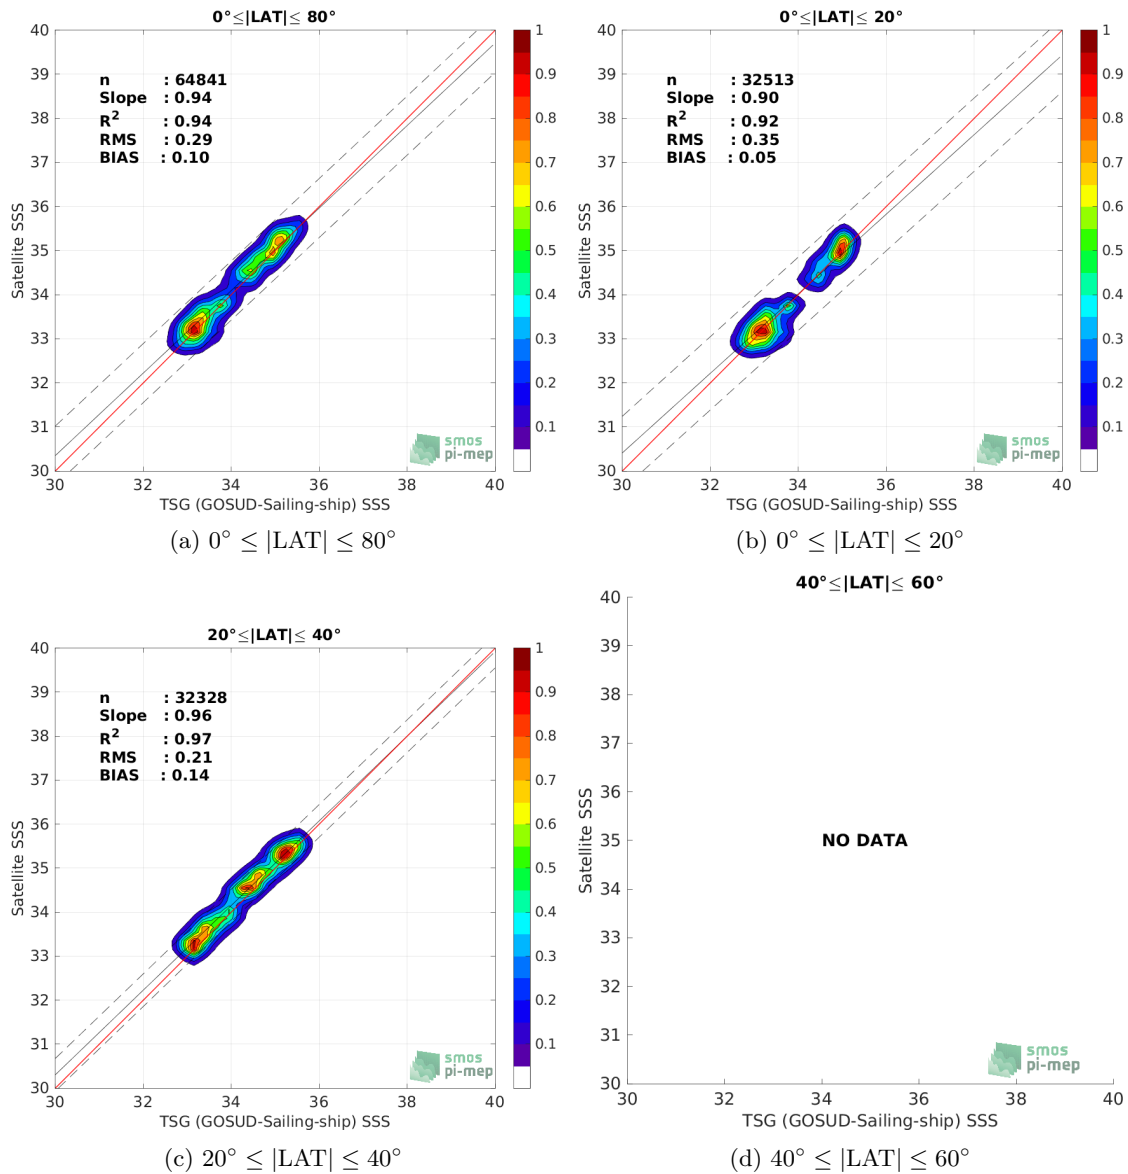 0°≤|LAT|≤ 80°
40
39
38
37
36
35
34
33
32
31
30
Satellite SSS
n : 64841
Slope : 0.94
R2 : 0.94
RMS : 0.29
BIAS : 0.10
smos
pi-mep
30 32 34 36 38 40
TSG (GOSUD-Sailing-ship) SSS
1
0.9
0.8
0.7
0.6
0.5
0.4
0.3
0.2
0.1
(a) 0° ≤ |LAT| ≤ 80°
0°≤|LAT|≤ 20°
40
39
38
37
36
35
34
33
32
31
30
Satellite SSS
n : 32513
Slope : 0.90
R2 : 0.92
RMS : 0.35
BIAS : 0.05
smos
pi-mep
30 32 34 36 38 40
TSG (GOSUD-Sailing-ship) SSS
1
0.9
0.8
0.7
0.6
0.5
0.4
0.3
0.2
0.1
(b) 0° ≤ |LAT| ≤ 20°
20°≤|LAT|≤ 40°
40
39
38
37
36
35
34
33
32
31
30
Satellite SSS
n : 32328
Slope : 0.96
R2 : 0.97
RMS : 0.21
BIAS : 0.14
smos
pi-mep
30 32 34 36 38 40
TSG (GOSUD-Sailing-ship) SSS
1
0.9
0.8
0.7
0.6
0.5
0.4
0.3
0.2
0.1
(c) 20° ≤ |LAT| ≤ 40°
40°≤|LAT|≤ 60°
40
39
38
37
36
35
34
33
32
31
30
Satellite SSS
NO DATA
smos
pi-mep
30 32 34 36 38 40
TSG (GOSUD-Sailing-ship) SSS
(d) 40° ≤ |LAT| ≤ 60°